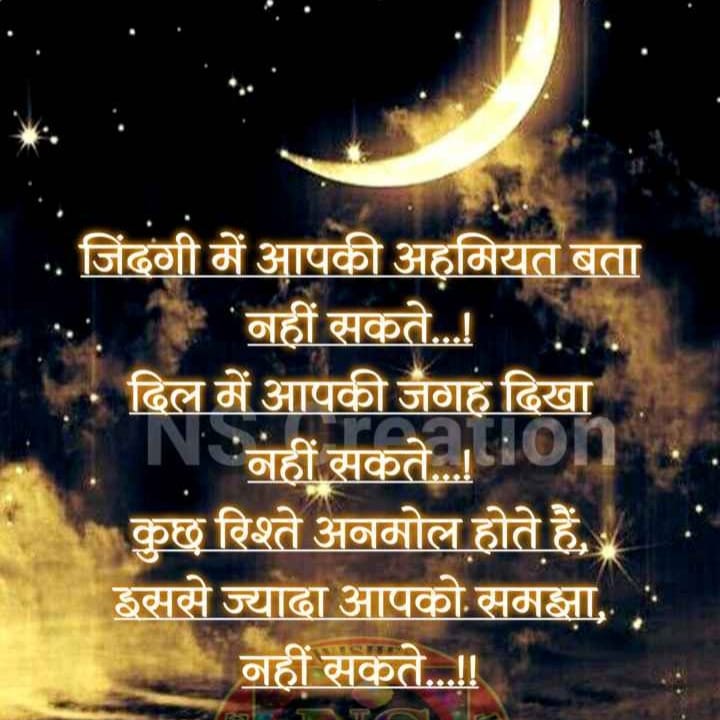 जिंदगी में आपकी अहमियत बता
नहीं सकते...!
दिल में आपकी जगह दिखा
NS Creation
नहीं सकते...!
कुछ रिश्ते अनमोल होते हैं,
इससे ज्यादा आपको समझा,
नहीं सकते...!!
NS